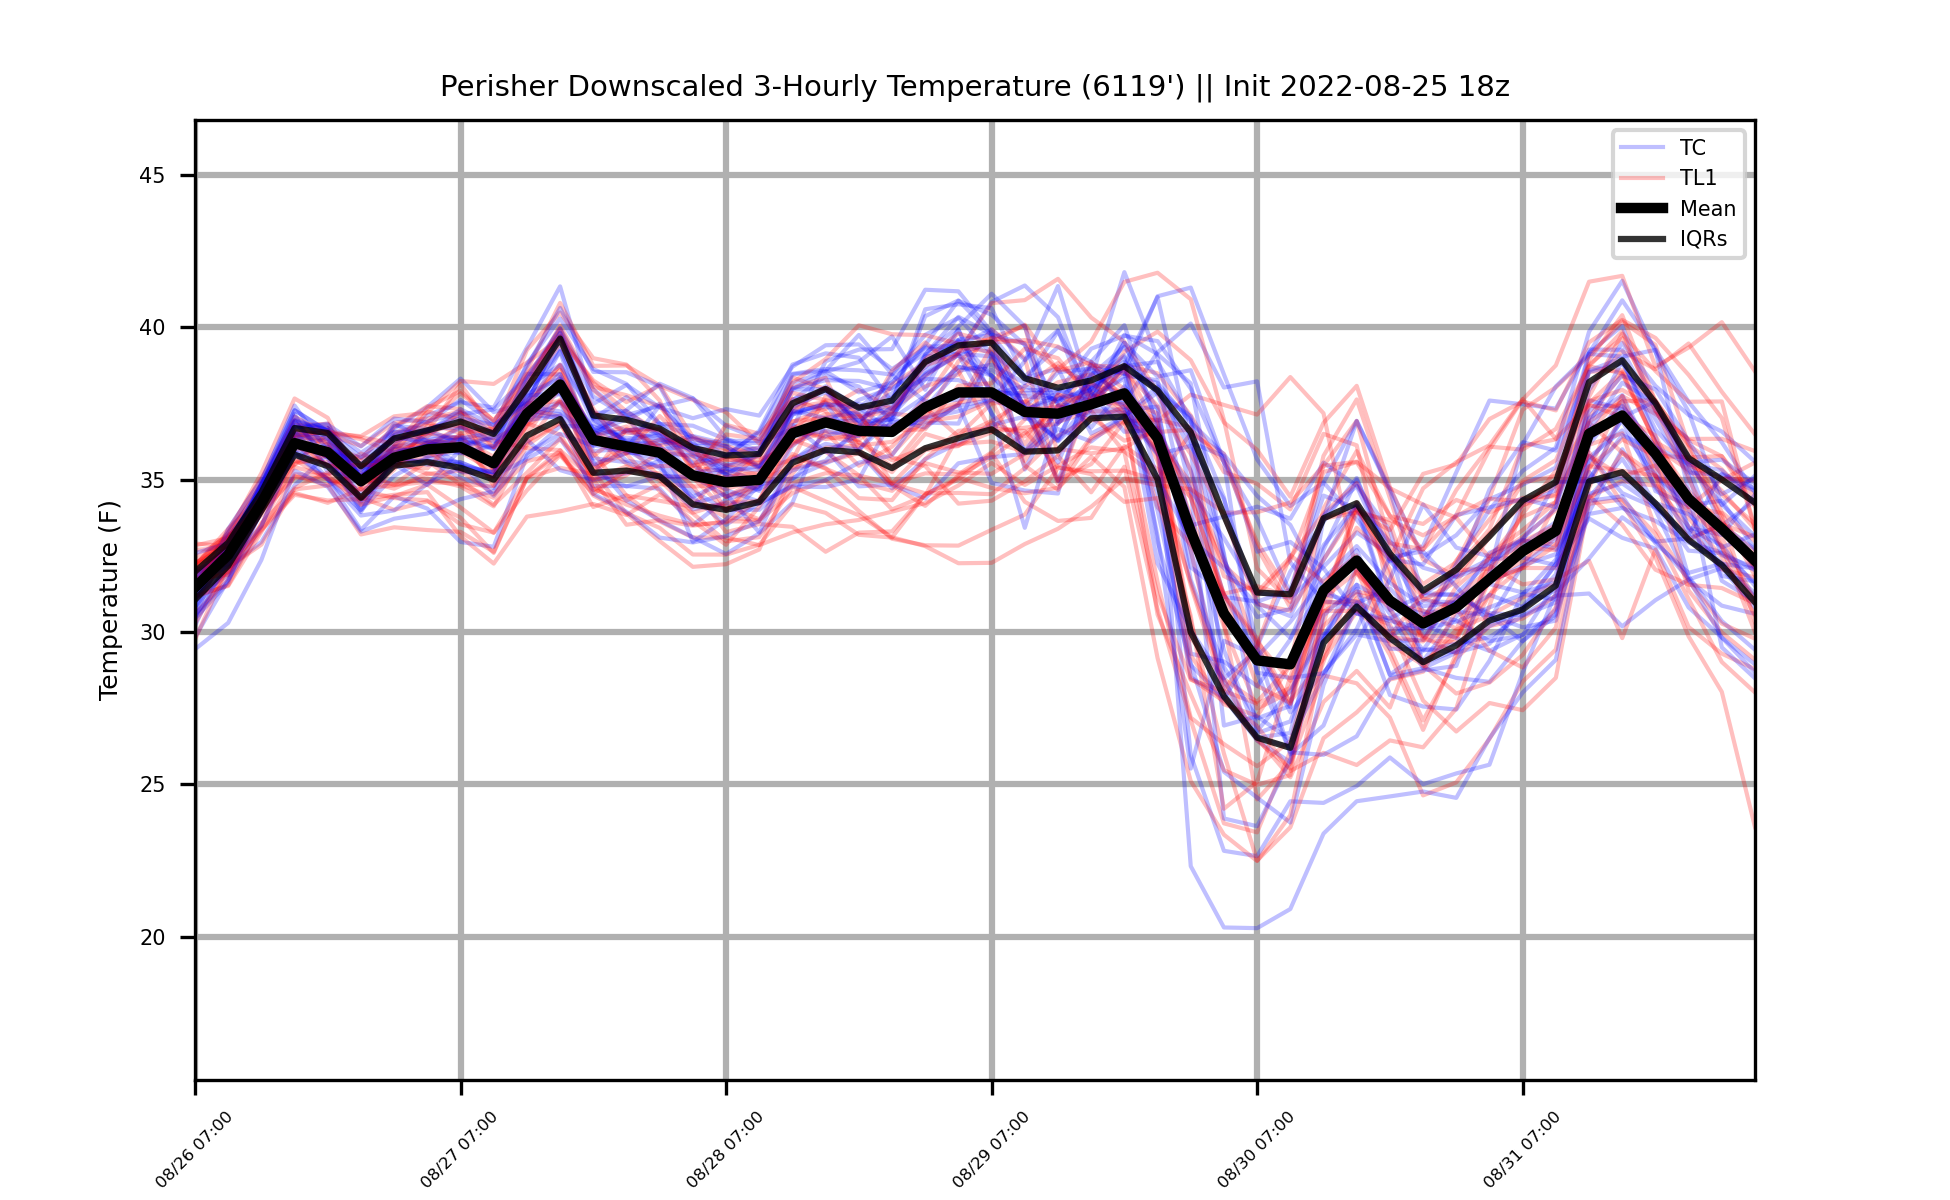 Perisher Downscaled 3-Hourly Temperature (6119') || Init 2022-08-25 18z
TC
TL1
Mean
IQRs
Temperature (F)
45
40
35
30
25
20
08/26 07:00
08/27 07:00
08/28 07:00
08/29 07:00
08/30 07:00
08/31 07:00